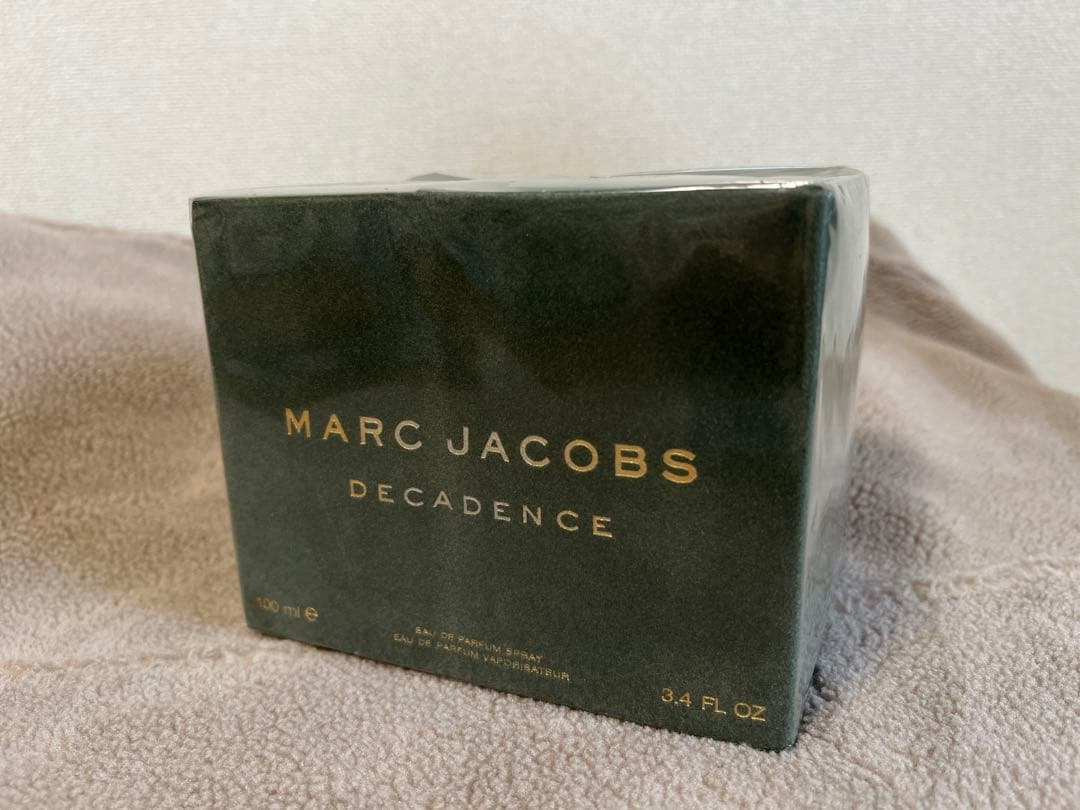 MARC JACOBS
DECADENCE
100 ml ℮
EAU DE PARFUM SPRAY
EAU DE PARFUM VAPORISATEUR
3.4 FL OZ